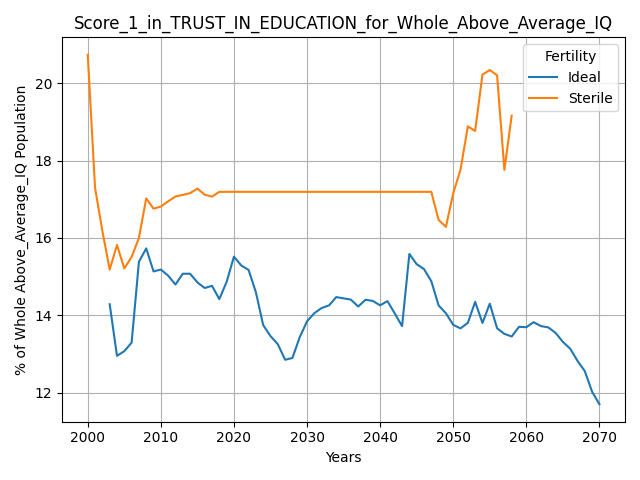 Score_1_in_TRUST_IN_EDUCATION_for_Whole_Above_Average_IQ
% of Whole Above_Average_IQ Population
20
18
16
14
12
Fertility
Ideal
Sterile
2000 2010 2020 2030 2040 2050 2060 2070
Years